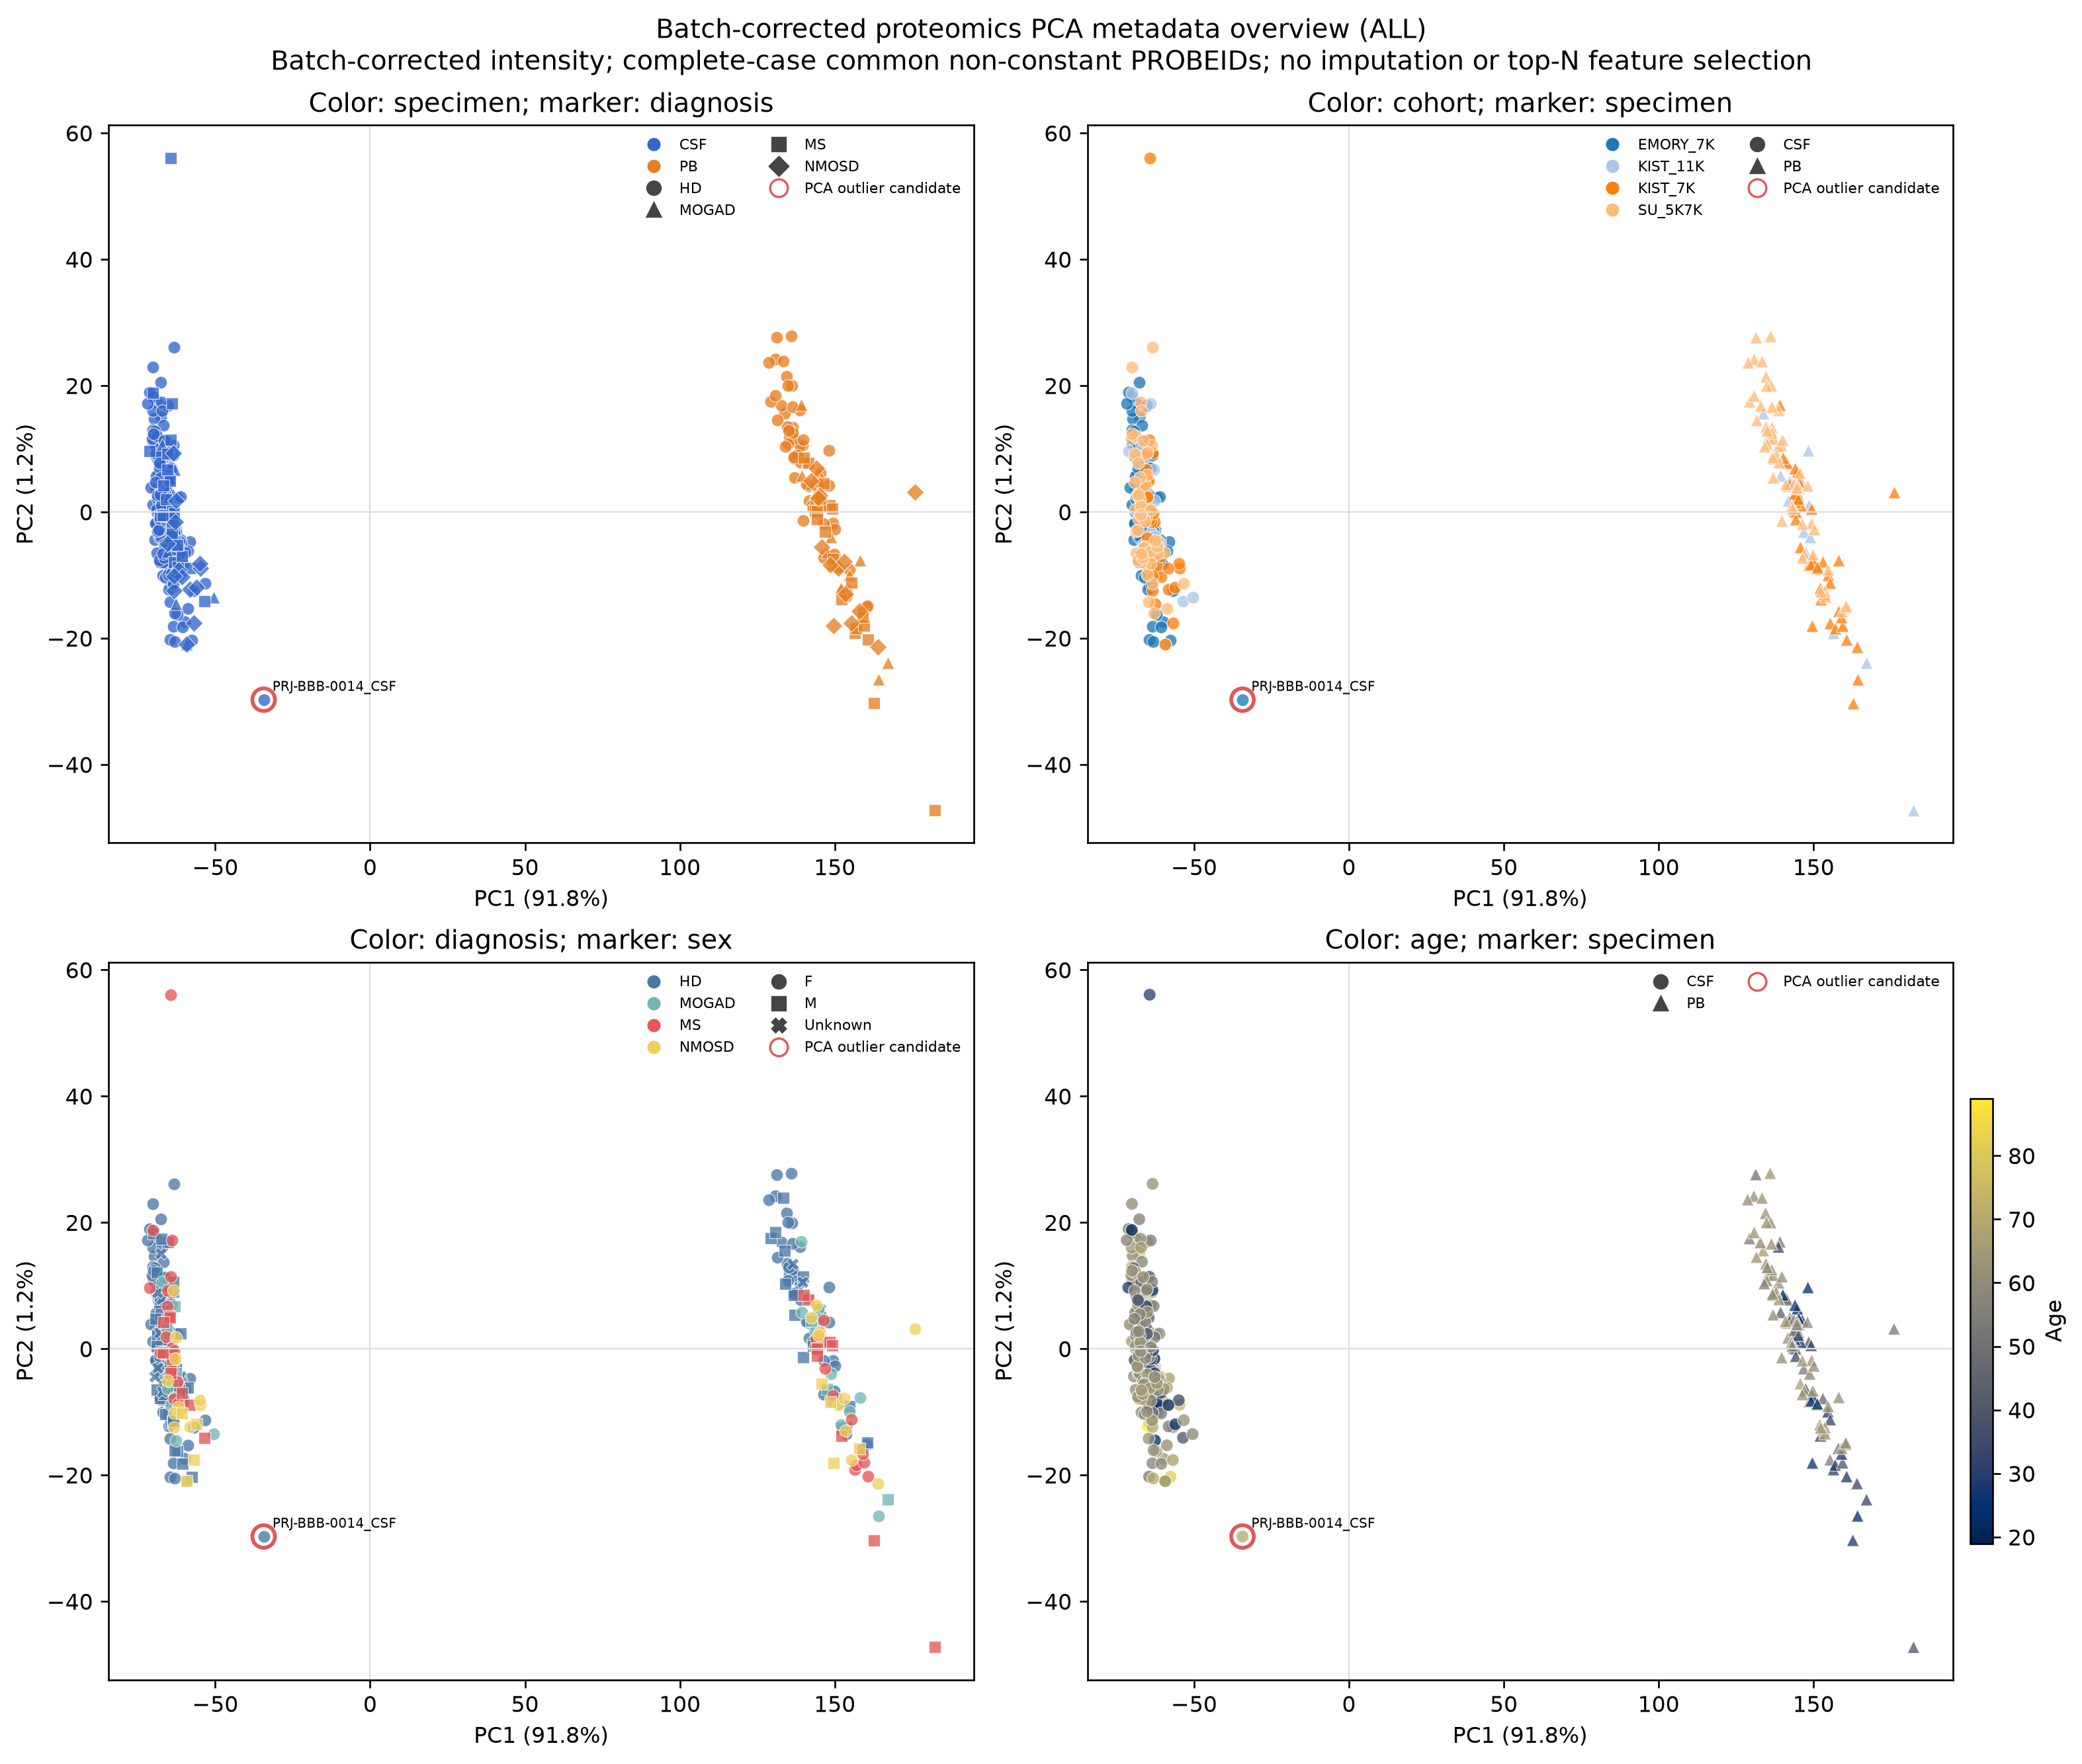 Batch-corrected proteomics PCA metadata overview (ALL)
Batch-corrected intensity; complete-case common non-constant PROBEIDs; no imputation or top-N feature selection
Color: specimen; marker: diagnosis
60
40
20
0
−20
−40
PC2 (1.2%)
CSF
PB
HD
MOGAD
MS
NMOSD
PCA outlier candidate
PRJ-BBB-0014_CSF
−50
0
50
100
150
PC1 (91.8%)
Color: cohort; marker: specimen
60
40
20
0
−20
−40
PC2 (1.2%)
EMORY_7K
KIST_11K
KIST_7K
SU_5K7K
CSF
PB
PCA outlier candidate
PRJ-BBB-0014_CSF
−50
0
50
100
150
PC1 (91.8%)
Color: diagnosis; marker: sex
60
40
20
0
−20
−40
PC2 (1.2%)
HD
MOGAD
MS
NMOSD
F
M
Unknown
PCA outlier candidate
PRJ-BBB-0014_CSF
−50
0
50
100
150
PC1 (91.8%)
Color: age; marker: specimen
60
40
20
0
−20
−40
PC2 (1.2%)
CSF
PB
PCA outlier candidate
PRJ-BBB-0014_CSF
−50
0
50
100
150
PC1 (91.8%)
80
70
60
50
40
30
20
Age